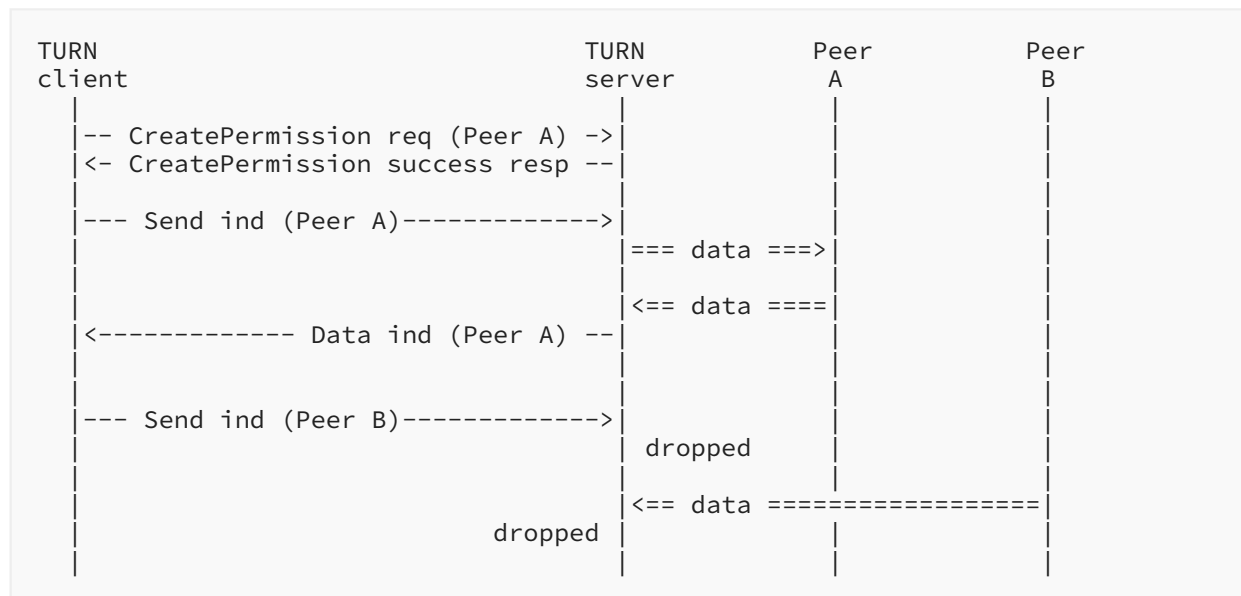 TURN TURN Peer Peer
client server A B
|-- CreatePermission req (Peer A) ->|
|<- CreatePermission success resp --|
|--- Send ind (Peer A)------------->|
|=== data ===>|
|<== data ====|
|<------------- Data ind (Peer A) --|
|--- Send ind (Peer B)------------->|
| dropped
|<== data ==================|
dropped |